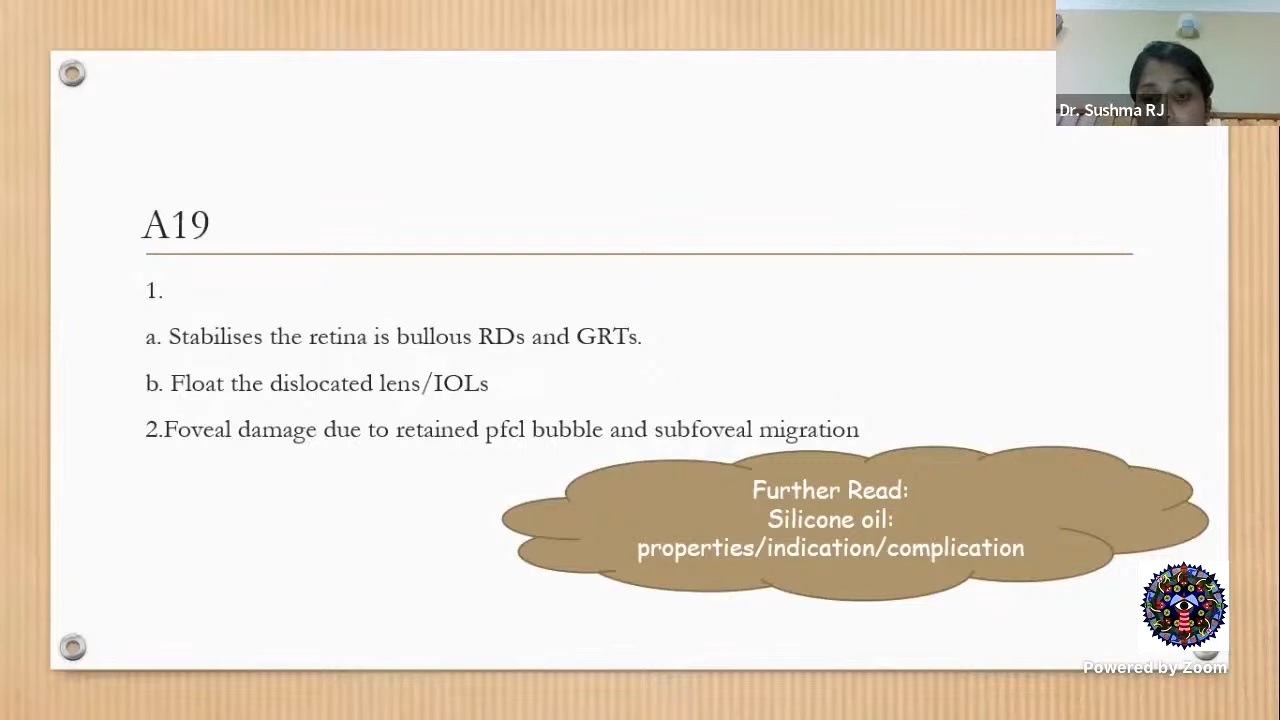 Dr. Sushma RJ
A19
1.
a. Stabilises the retina is bullous RDs and GRTs.
b. Float the dislocated lens/IOLs
2.Foveal damage due to retained pfcl bubble and subfoveal migration
Further Read:
Silicone oil:
properties/indication/complication
Powered by Zoom